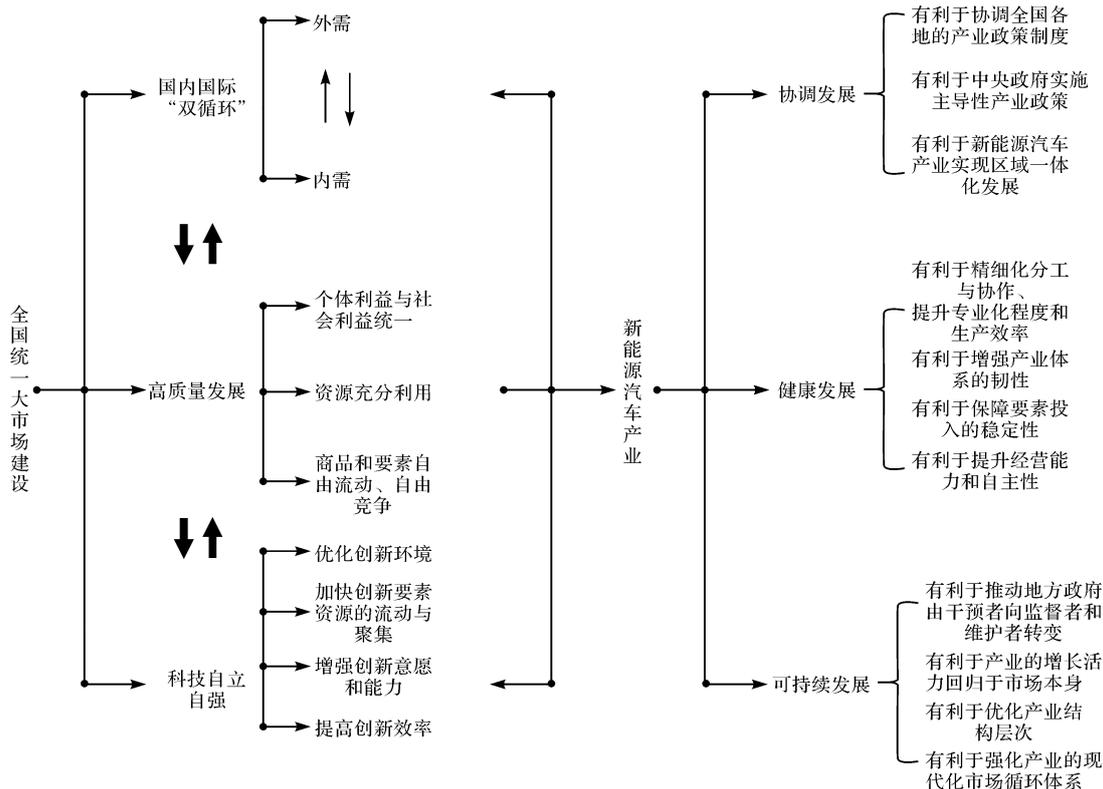 全国统一大市场建设
国内国际
“双循环”
外需
内需
高质量发展
个体利益与社
会利益统一
资源充分利用
商品和要素自
由流动、自由
竞争
科技自立
自强
优化创新环境
加快创新要素
资源的流动与
聚集
增强创新意愿
和能力
提高创新效率
新能源汽车产业
协调发展
有利于协调全国各
地的产业政策制度
有利于中央政府实施
主导性产业政策
有利于新能源汽车
产业实现区域一体
化发展
健康发展
有利于精细化分工
与协作、
提升专业化程度和
生产效率
有利于增强产业体
系的韧性
有利于保障要素投
入的稳定性
有利于提升经营能
力和自主性
可持续发展
有利于推动地方政府
由干预者向监督者和
维护者转变
有利于产业的增长活
力回归于市场本身
有利于优化产业结
构层次
有利于强化产业的现
代化市场循环体系